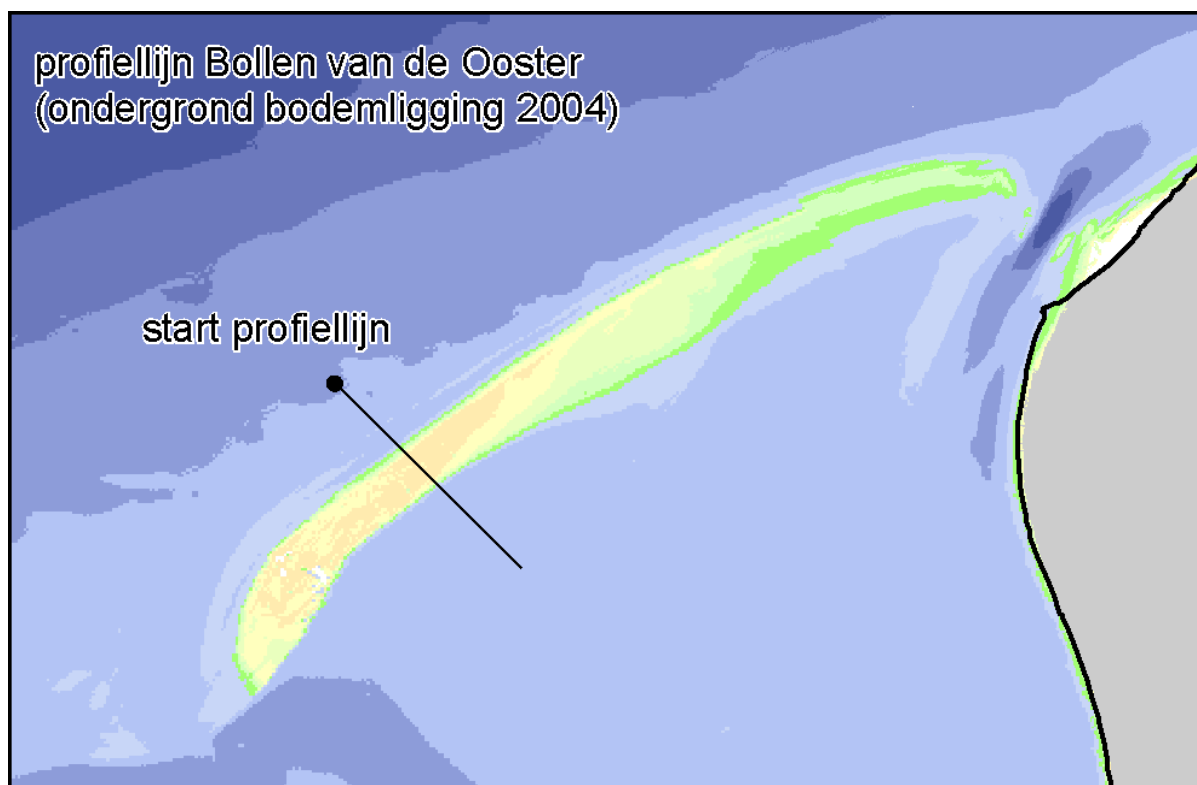 profiellijn Bollen van de Ooster
(ondergrond bodemligging 2004)
start profiellijn